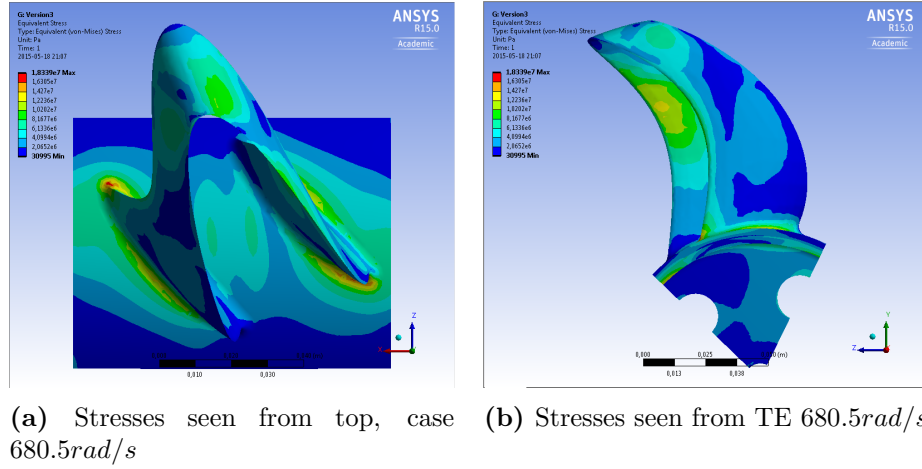 G: Version3
Equivalent Stress
Type: Equivalent (von-Mises) Stress
Unit: Pa
Time: 1
2015-05-18 21:07
ANSYS
R15.0
Academic
1,8339e7 Max
1,6305e7
1,427e7
1,2236e7
1,0202e7
8,1677e6
6,1336e6
4,0994e6
2,0652e6
30995 Min
Z
X
0,010
0,030
G: Version3
Equivalent Stress
Type: Equivalent (von-Mises) Stress
Unit: Pa
Time: 1
2015-05-18 21:07
ANSYS
R15.0
Academic
1,8339e7 Max
1,6305e7
1,427e7
1,2236e7
1,0202e7
8,1677e6
6,1336e6
4,0994e6
2,0652e6
30995 Min
Y
Z
0,000
0,025
(m)
0,013
0,038
(a) Stresses seen from top, case
680.5rad/s
(b) Stresses seen from TE 680.5rad/s